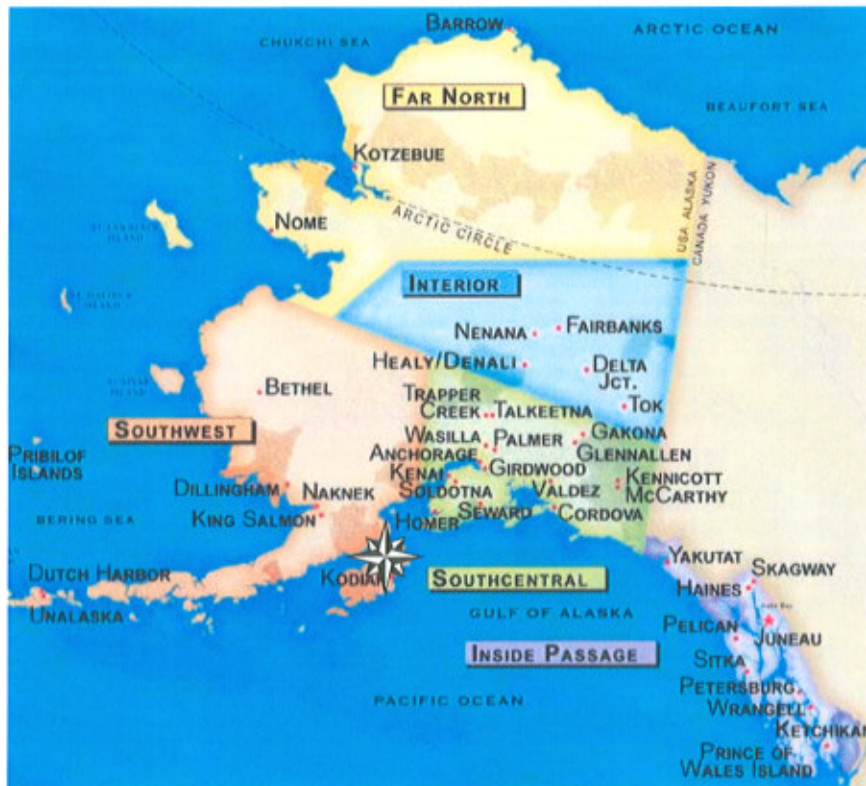 BARROW
ARCTIC OCEAN
CHUKCHI SEA
FAR NORTH
BEAUFORT SEA
KOTZEBUE
USA ALASKA
CANADA YUKON
ARCTIC CIRCLE
NOME
INTERIOR
NENANA
FAIRBANKS
HEALY/DENALI
DELTA
JCT.
BETHEL
TRAPPER
CREEK
TALKEETNA
TOK
SOUTHWEST
WASILLA
PALMER
GAKONA
ANCHORAGE
GLENNALLEN
PRIBILOF
ISLANDS
KENAI
GIRDWOOD
KENNICOTT
DILLINGHAM
NAKNEK
SOLDOTNA
VALDEZ
MCCARTHY
BERING SEA
KING SALMON
HOMER
SEWARD
CORDOVA
YAKUTAT
SKAGWAY
DUTCH HARBOR
SOUTHCENTRAL
HAINES
UNALASKA
GULF OF ALASKA
PELICAN
JUNEAU
INSIDE PASSAGE
SITKA
PETERSBURG
PACIFIC OCEAN
WRANGELL
KETCHIKAN
PRINCE OF
WALES ISLAND